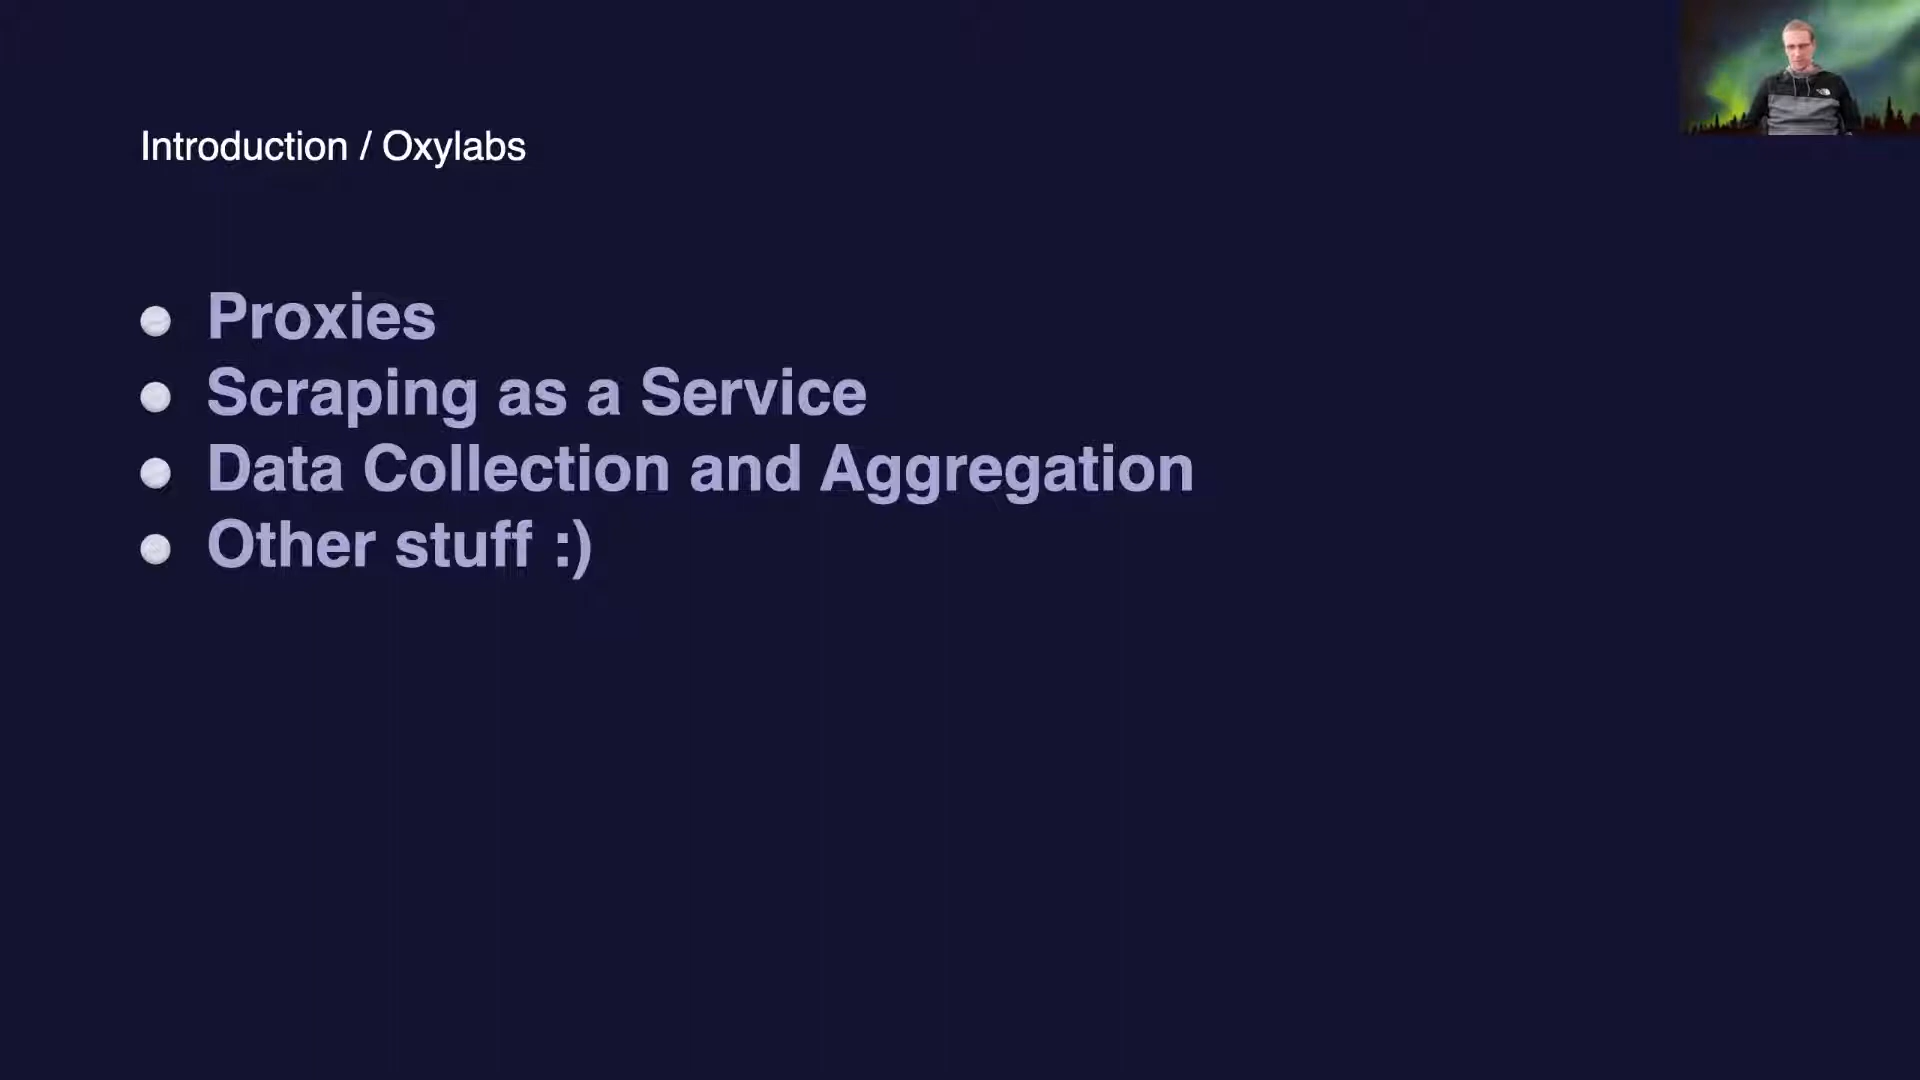 Introduction / Oxylabs
Proxies
Scraping as a Service
Data Collection and Aggregation
Other stuff :)